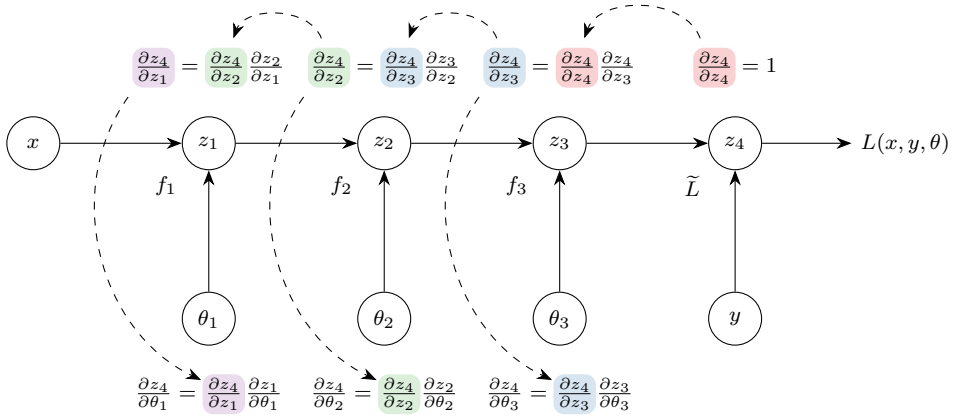 ∂z₄/∂z₁ = ∂z₄/∂z₂ ∂z₂/∂z₁   ∂z₄/∂z₂ = ∂z₄/∂z₃ ∂z₃/∂z₂   ∂z₄/∂z₃ = ∂z₄/∂z₄ ∂z₄/∂z₃   ∂z₄/∂z₄ = 1
x   z₁   z₂   z₃   z₄   L(x, y, θ)
f₁   f₂   f₃   L̃
θ₁   θ₂   θ₃   y
∂z₄/∂θ₁ = ∂z₄/∂z₁ ∂z₁/∂θ₁   ∂z₄/∂θ₂ = ∂z₄/∂z₂ ∂z₂/∂θ₂   ∂z₄/∂θ₃ = ∂z₄/∂z₃ ∂z₃/∂θ₃